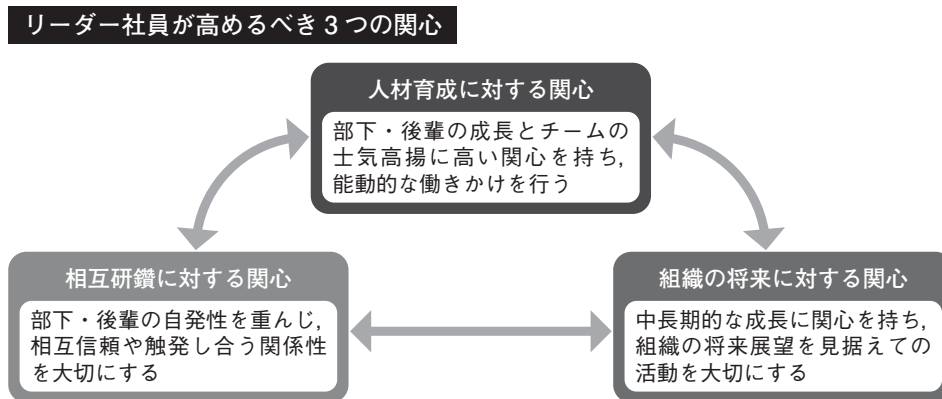 リーダー社員が高めるべき3つの関心
人材育成に対する関心
部下・後輩の成長とチームの
士気高揚に高い関心を持ち,
能動的な働きかけを行う
相互研鑽に対する関心
部下・後輩の自発性を重んじ,
相互信頼や触発し合う関係性
を大切にする
組織の将来に対する関心
中長期的な成長に関心を持ち,
組織の将来展望を見据えての
活動を大切にする